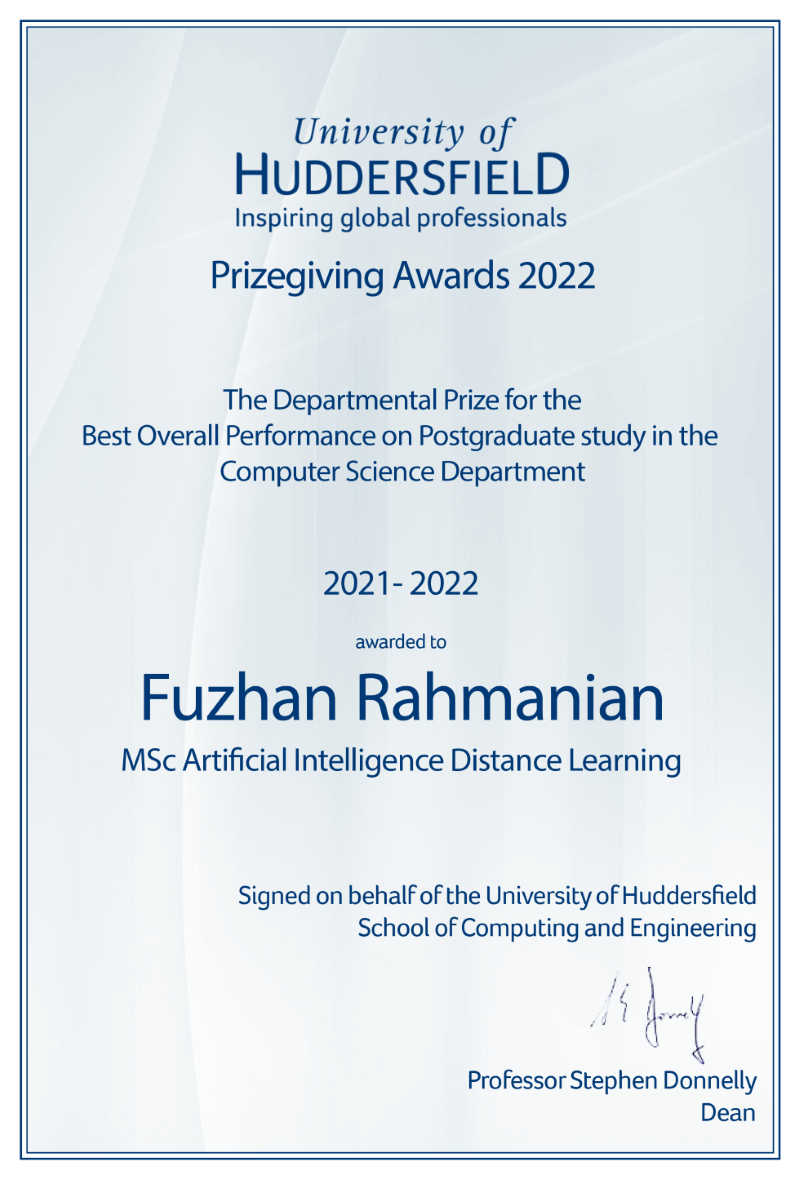 University of
HUDDERSFIELD
Inspiring global professionals
Prizegiving Awards 2022
The Departmental Prize for the
Best Overall Performance on Postgraduate study in the
Computer Science Department
2021- 2022
awarded to
Fuzhan Rahmanian
MSc Artificial Intelligence Distance Learning
Signed on behalf of the University of Huddersfield
School of Computing and Engineering
Professor Stephen Donnelly
Dean